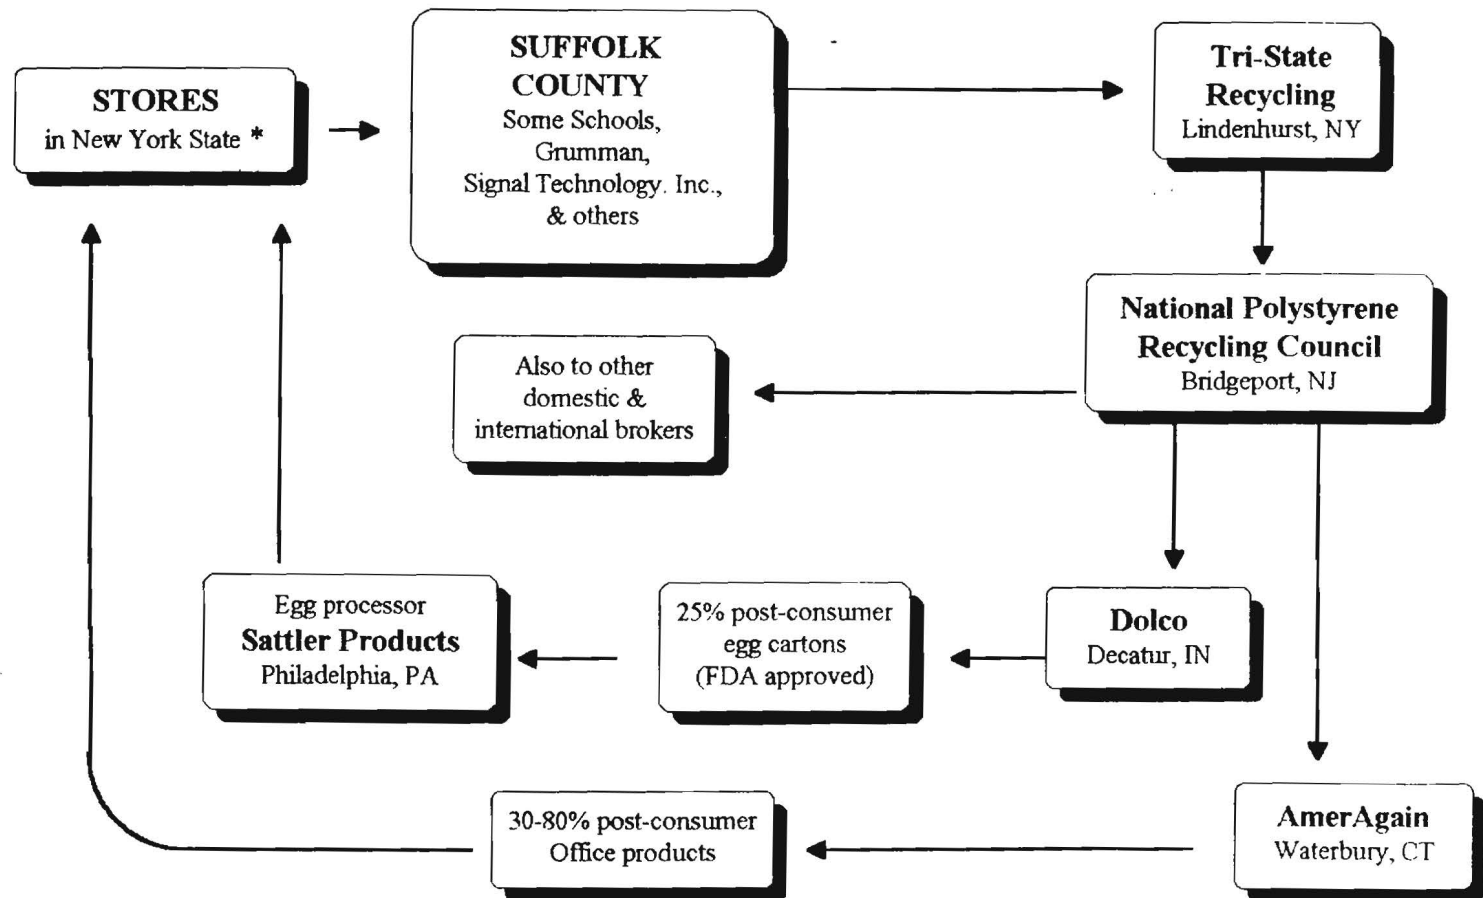 STORES
in New York State *
SUFFOLK
COUNTY
Some Schools,
Grumman,
Signal Technology. Inc.,
& others
Tri-State
Recycling
Lindenhurst, NY
National Polystyrene
Recycling Council
Bridgeport, NJ
Also to other
domestic &
international brokers
Egg processor
Sattler Products
Philadelphia, PA
25% post-consumer
egg cartons
(FDA approved)
Dolco
Decatur, IN
30-80% post-consumer
Office products
AmerAgain
Waterbury, CT